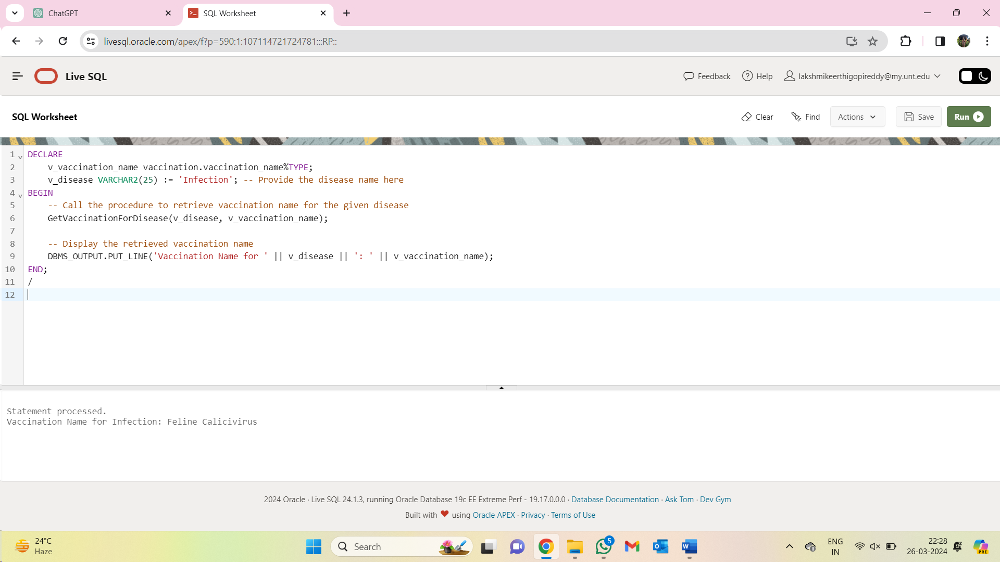 ChatGPT
SQL Worksheet
livesql.oracle.com/apex/f?p=590:1:107114721724781:::RP::
Live SQL
Feedback
Help
lakshmikeerthigopireddy@my.unt.edu
SQL Worksheet
Clear
Find
Actions
Save
Run
1 DECLARE
2 v_vaccination_name vaccination.vaccination_name%TYPE;
3 v_disease VARCHAR2(25) := 'Infection'; -- Provide the disease name here
4 BEGIN
5 -- Call the procedure to retrieve vaccination name for the given disease
6 GetVaccinationForDisease(v_disease, v_vaccination_name);
7
8 -- Display the retrieved vaccination name
9 DBMS_OUTPUT.PUT_LINE('Vaccination Name for ' || v_disease || ': ' || v_vaccination_name);
10 END;
11 /
12
Statement processed.
Vaccination Name for Infection: Feline Calicivirus
2024 Oracle · Live SQL 24.1.3, running Oracle Database 19c EE Extreme Perf - 19.17.0.0.0 · Database Documentation · Ask Tom · Dev Gym
Built with ❤ using Oracle APEX · Privacy · Terms of Use
24°C
Haze
Search
5
ENG
IN
22:28
26-03-2024
PRE